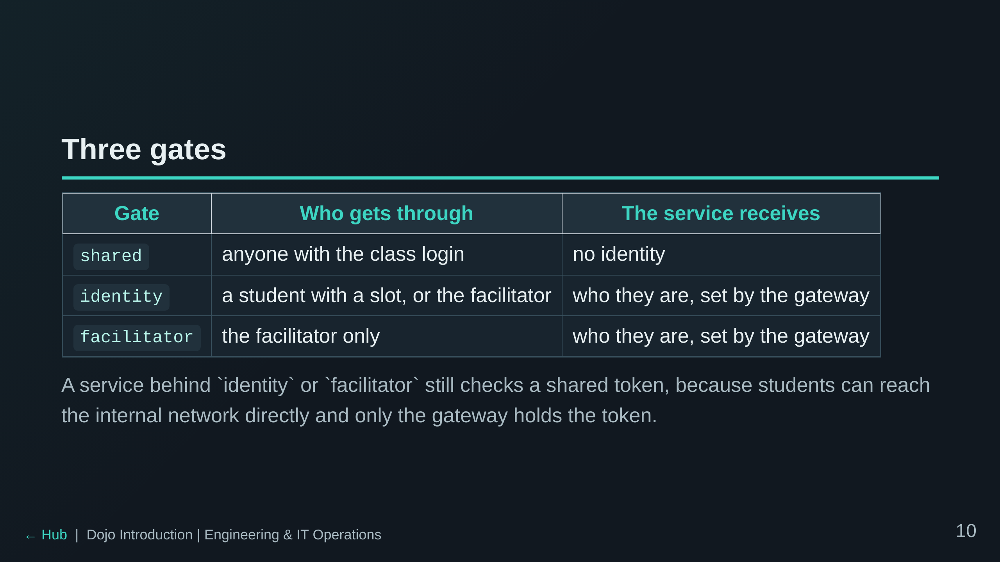 Three gates
Gate Who gets through The service receives
shared anyone with the class login no identity
identity a student with a slot, or the facilitator who they are, set by the gateway
facilitator the facilitator only who they are, set by the gateway
A service behind `identity` or `facilitator` still checks a shared token, because students can reach
the internal network directly and only the gateway holds the token.
← Hub | Dojo Introduction | Engineering & IT Operations
10